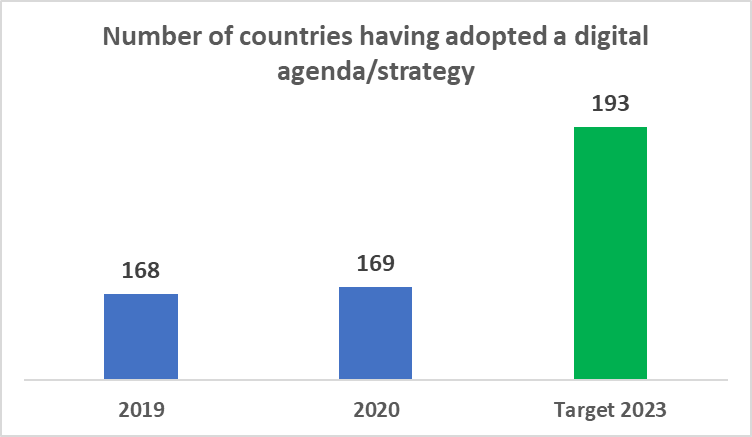 Number of countries having adopted a digital
agenda/strategy
193
168
169
2019
2020
Target 2023